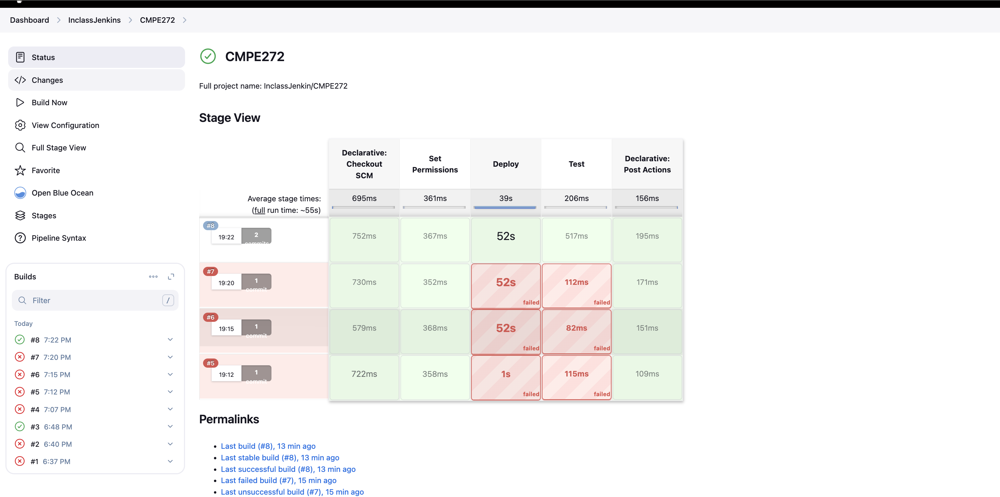 Dashboard > InclassJenkins > CMPE272 >
Status
Changes
Build Now
View Configuration
Full Stage View
Favorite
Open Blue Ocean
Stages
Pipeline Syntax
Builds
Filter /
Today
#8 7:22 PM
#7 7:20 PM
#6 7:15 PM
#5 7:12 PM
#4 7:07 PM
#3 6:48 PM
#2 6:40 PM
#1 6:37 PM
CMPE272
Full project name: InclassJenkin/CMPE272
Stage View
Declarative:
Checkout
SCM
Set
Permissions
Deploy
Test
Declarative:
Post Actions
Average stage times:
(full run time: ~55s)
695ms 361ms 39s 206ms 156ms
#8
19:22
2
commits
752ms 367ms 52s 517ms 195ms
#7
19:20
1
commit
730ms 352ms 52s 112ms 171ms
failed failed
#6
19:15
1
commit
579ms 368ms 52s 82ms 151ms
failed failed
#5
19:12
1
commit
722ms 358ms 1s 115ms 109ms
failed failed
Permalinks
Last build (#8), 13 min ago
Last stable build (#8), 13 min ago
Last successful build (#8), 13 min ago
Last failed build (#7), 15 min ago
Last unsuccessful build (#7), 15 min ago